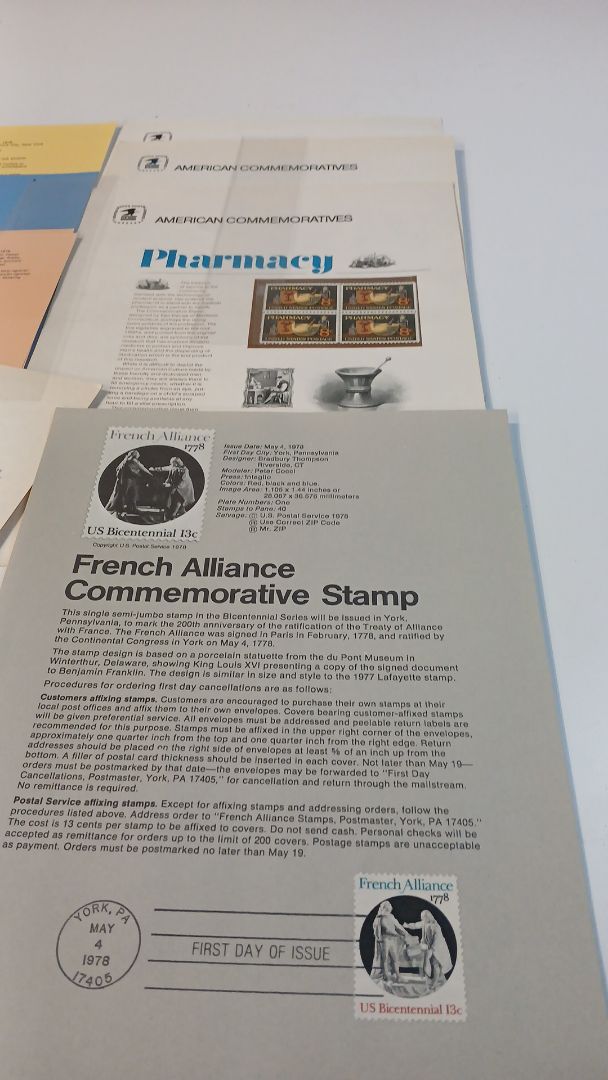 AMERICAN COMMEMORATIVES
AMERICAN COMMEMORATIVES
Pharmacy
PHARMACY
PHARMACY
8
8
UNITED STATES POSTAGE
UNITED STATES POSTAGE
PHARMACY
PHARMACY
8
8
UNITED STATES POSTAGE
UNITED STATES POSTAGE
French Alliance
1778
US Bicentennial 13c
Copyright U.S. Postal Service 1978
Issue Date: May 4, 1978
First Day City: York, Pennsylvania
Designer: Bradbury Thompson
Riverside, CT
Modeler: Peter Cocci
Press: Intaglio
Colors: Red, black and blue.
Image Area: 1.105 x 1.44 inches or
28.067 x 36.576 millimeters
Plate Numbers: One
Stamps to Pane: 40
Selvage: © U.S. Postal Service 1978
Use Correct ZIP Code
Mr. ZIP
French Alliance
Commemorative Stamp
This single semi-jumbo stamp in the Bicentennial Series will be issued in York,
Pennsylvania, to mark the 200th anniversary of the ratification of the Treaty of Alliance
with France. The French Alliance was signed in Paris in February, 1778, and ratified by
the Continental Congress in York on May 4, 1778.
The stamp design is based on a porcelain statuette from the du Pont Museum in
Winterthur, Delaware, showing King Louis XVI presenting a copy of the signed document
to Benjamin Franklin. The design is similar in size and style to the 1977 Lafayette stamp.
Procedures for ordering first day cancellations are as follows:
Customers affixing stamps. Customers are encouraged to purchase their own stamps at their
local post offices and affix them to their own envelopes. Covers bearing customer-affixed stamps
will be given preferential service. All envelopes must be addressed and peelable return labels are
recommended for this purpose. Stamps must be affixed in the upper right corner of the envelopes,
approximately one quarter inch from the top and one quarter inch from the right edge. Return
addresses should be placed on the right side of envelopes at least ⅝ of an inch up from the
bottom. A filler of postal card thickness should be inserted in each cover. Not later than May 19—
orders must be postmarked by that date—the envelopes may be forwarded to "First Day
Cancellations, Postmaster, York, PA 17405," for cancellation and return through the mailstream.
No remittance is required.
Postal Service affixing stamps. Except for affixing stamps and addressing orders, follow the
procedures listed above. Address order to "French Alliance Stamps, Postmaster, York, PA 17405."
The cost is 13 cents per stamp to be affixed to covers. Do not send cash. Personal checks will be
accepted as remittance for orders up to the limit of 200 covers. Postage stamps are unacceptable
as payment. Orders must be postmarked no later than May 19.
YORK, PA
MAY
4
1978
17405
FIRST DAY OF ISSUE
French Alliance
1778
US Bicentennial 13c